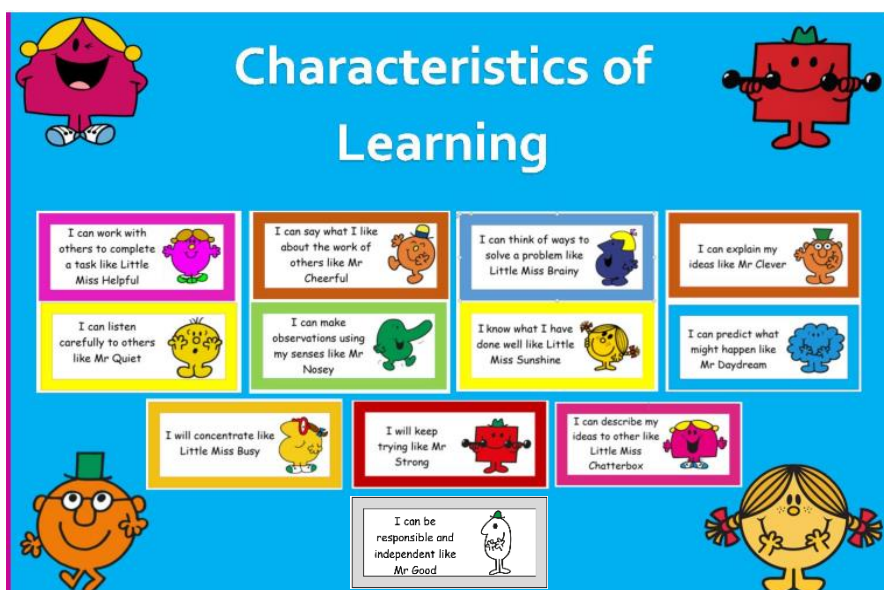 Characteristics of
Learning
I can work with
others to complete
a task like Little
Miss Helpful
I can say what I like
about the work of
others like Mr
Cheerful
I can think of ways to
solve a problem like
Little Miss Brainy
I can explain my
ideas like Mr Clever
I can listen
carefully to others
like Mr Quiet
I can make
observations using
my senses like Mr
Nosey
I know what I have
done well like Little
Miss Sunshine
I can predict what
might happen like
Mr Daydream
I will concentrate like
Little Miss Busy
I will keep
trying like Mr
Strong
I can describe my
ideas to other like
Little Miss
Chatterbox
I can be
responsible and
independent like
Mr Good